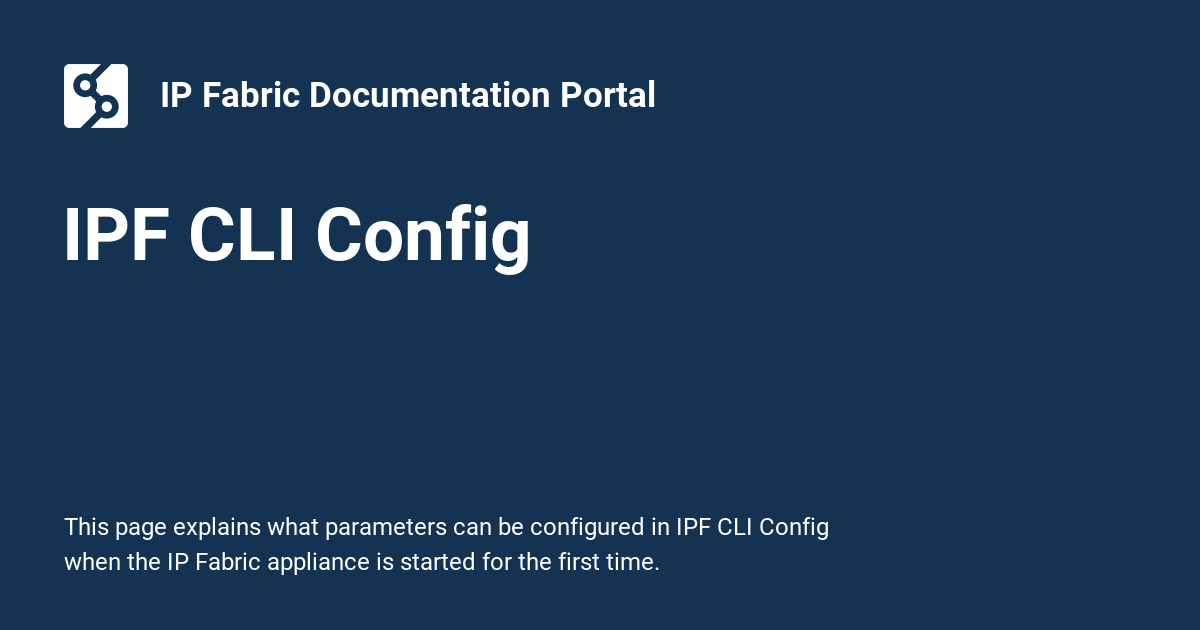 IP Fabric Documentation Portal
IPF CLI Config
This page explains what parameters can be configured in IPF CLI Config
when the IP Fabric appliance is started for the first time.